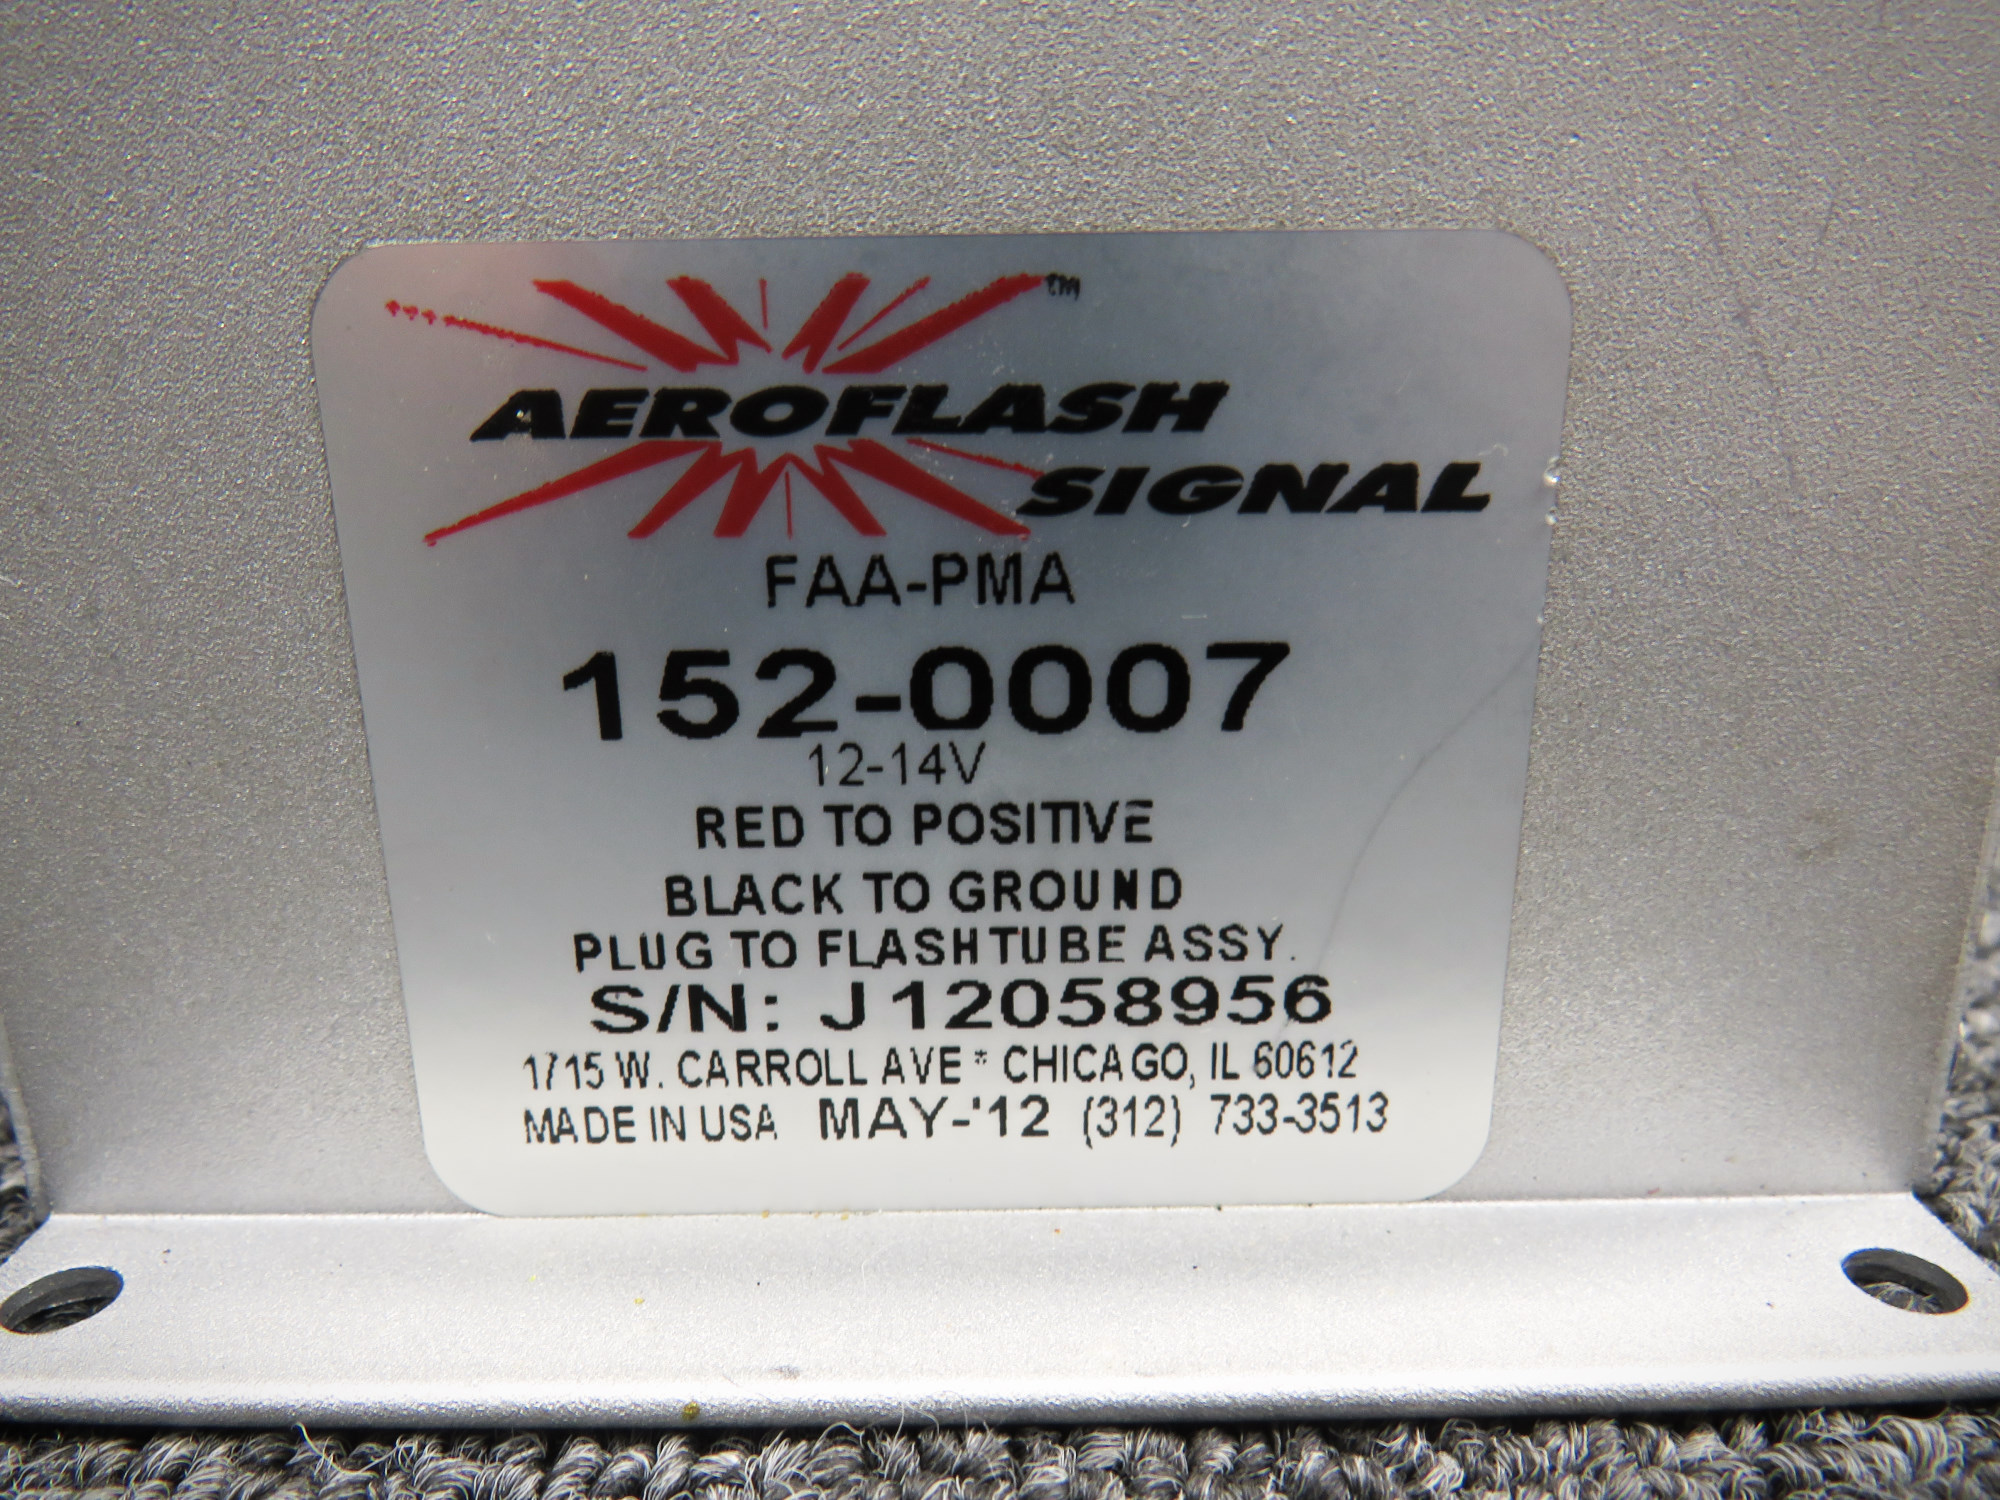 AEROFLASH™
SIGNAL
FAA-PMA
152-0007
12-14V
RED TO POSITIVE
BLACK TO GROUND
PLUG TO FLASHTUBE ASSY.
S/N: J12058956
1715 W. CARROLL AVE * CHICAGO, IL 60612
MADE IN USA MAY-'12 (312) 733-3513